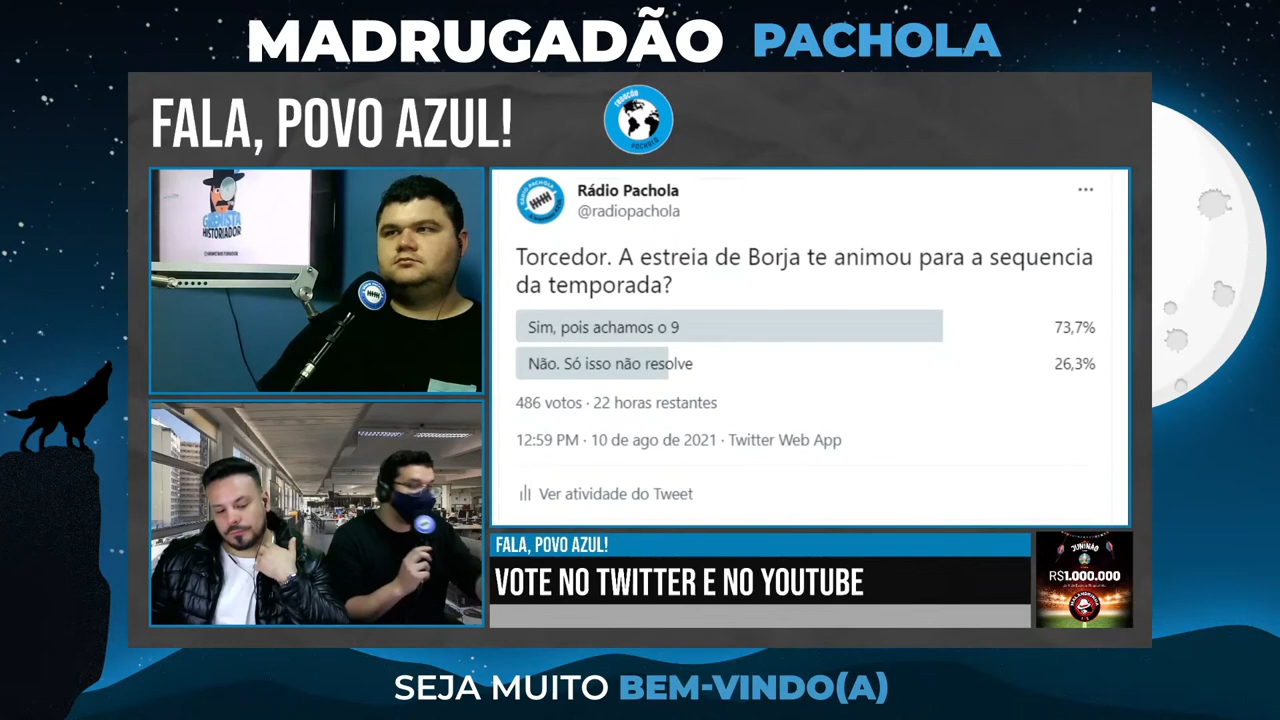 MADRUGADÃO PACHOLA
FALA, POVO AZUL!
PACHOLA
GREMISTA
HISTORIADOR
Rádio Pachola
@radiopachola
Torcedor. A estreia de Borja te animou para a sequencia
da temporada?
Sim, pois achamos o 9 73,7%
Não. Só isso não resolve 26,3%
486 votos · 22 horas restantes
12:59 PM · 10 de ago de 2021 · Twitter Web App
Ver atividade do Tweet
FALA, POVO AZUL!
VOTE NO TWITTER E NO YOUTUBE
JUNINÃO
R$1.000.000
MALANDRINHA
SEJA MUITO BEM-VINDO(A)